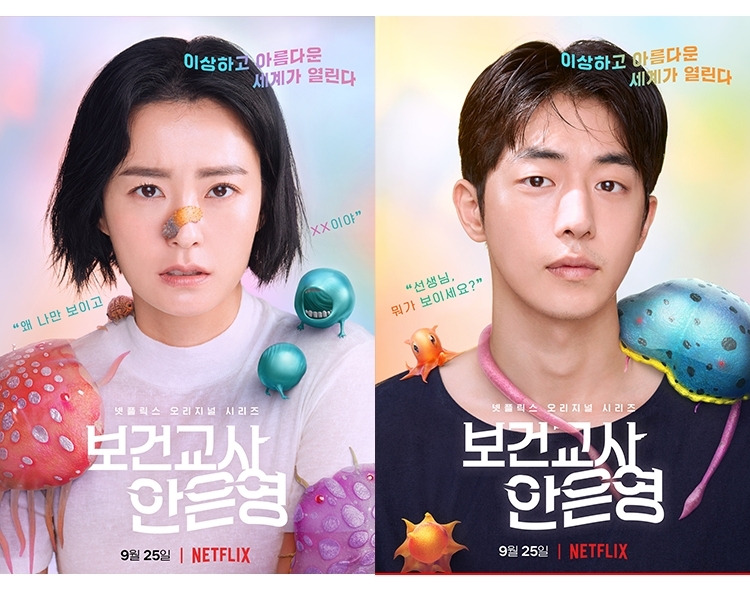 이상하고 아름다운
세계가 열린다
XX이야”
“왜 나만 보이고
넷플릭스 오리지널 시리즈
보건교사
안은영
9월 25일 | NETFLIX
이상하고 아름다운
세계가 열린다
“선생님,
뭐가 보이세요?”
넷플릭스 오리지널 시리즈
보건교사
안은영
9월 25일 | NETFLIX